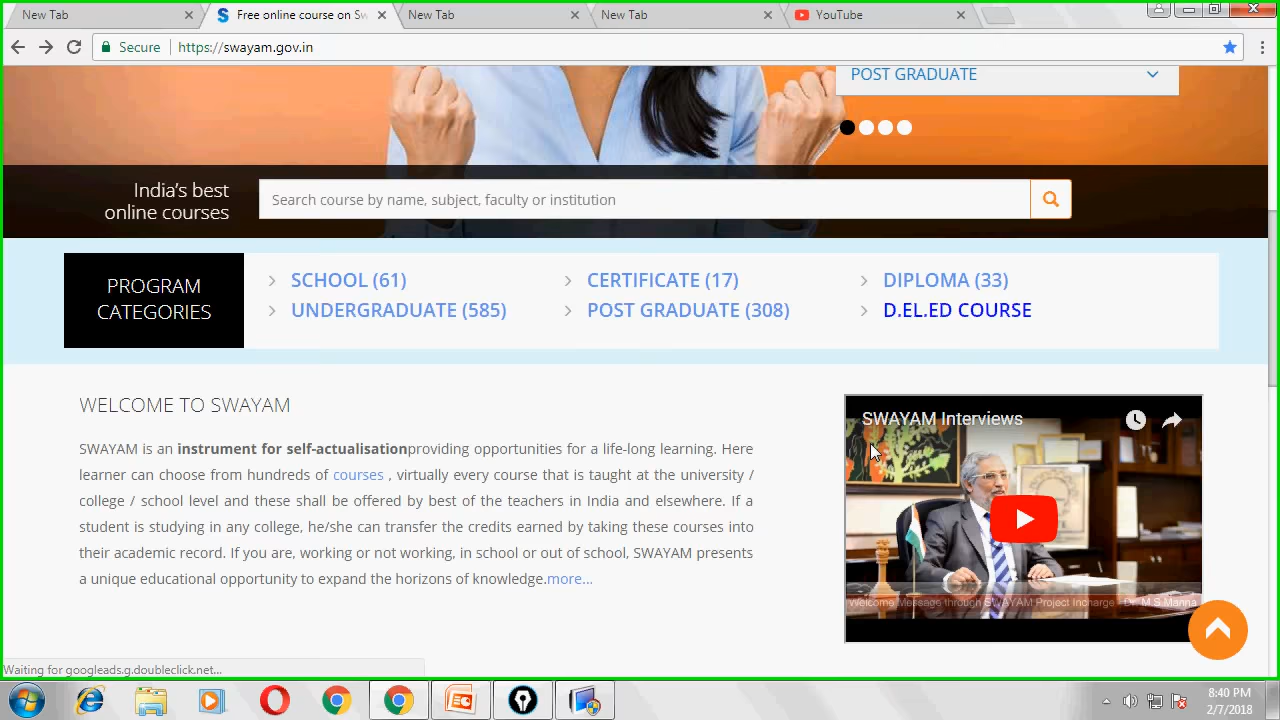 New Tab
Free online course on Sw
New Tab
New Tab
YouTube
Secure
https://swayam.gov.in
POST GRADUATE
India's best
online courses
Search course by name, subject, faculty or institution
PROGRAM
CATEGORIES
SCHOOL (61)
CERTIFICATE (17)
DIPLOMA (33)
UNDERGRADUATE (585)
POST GRADUATE (308)
D.EL.ED COURSE
WELCOME TO SWAYAM
SWAYAM is an instrument for self-actualisationproviding opportunities for a life-long learning. Here
learner can choose from hundreds of courses , virtually every course that is taught at the university /
college / school level and these shall be offered by best of the teachers in India and elsewhere. If a
student is studying in any college, he/she can transfer the credits earned by taking these courses into
their academic record. If you are, working or not working, in school or out of school, SWAYAM presents
a unique educational opportunity to expand the horizons of knowledge.more...
SWAYAM Interviews
Welcome Message through SWAYAM Project Incharge - Dr. M.S.Manna
Waiting for googleads.g.doubleclick.net...
8:40 PM
2/7/2018